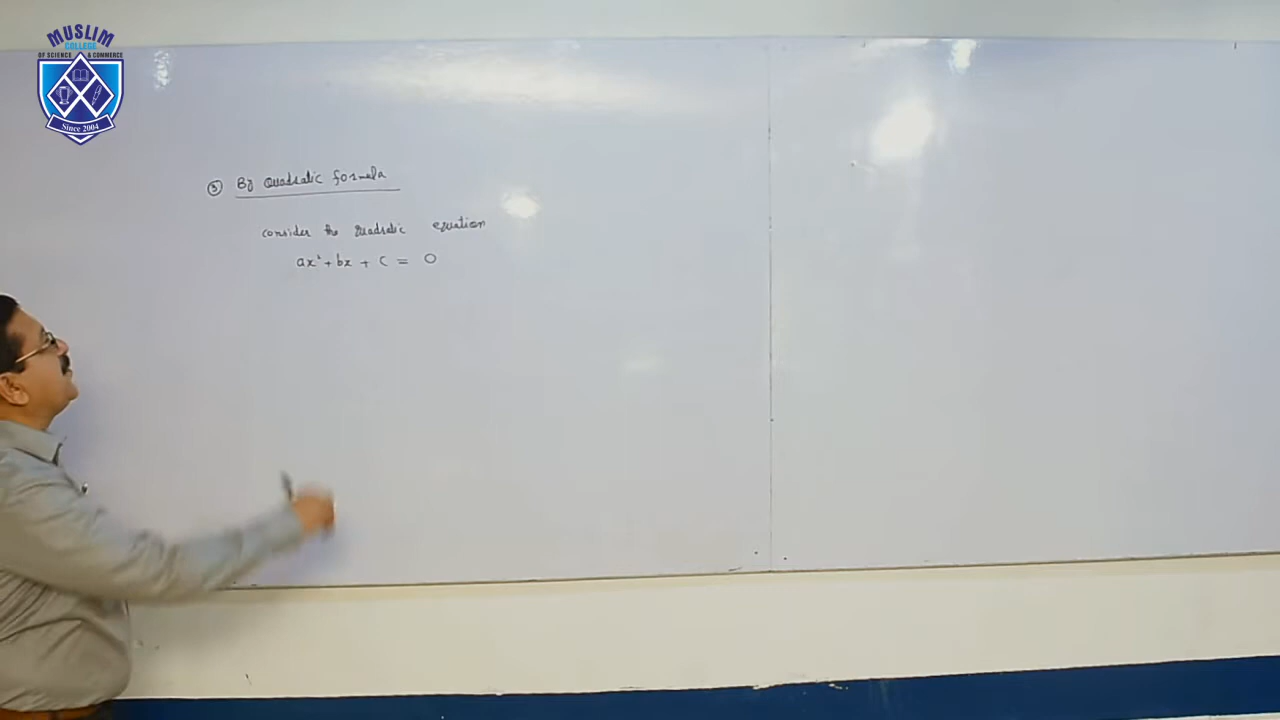 MUSLIM
COLLEGE
OF SCIENCE & COMMERCE
Since 2004
③ By Quadratic formula
consider the quadratic equation
ax² + bx + c = 0